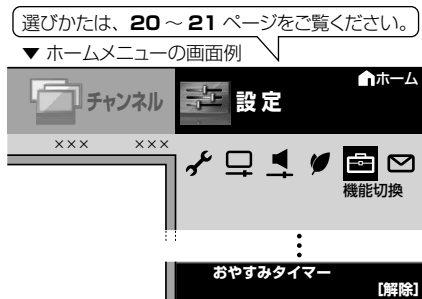 選びかたは、20～21 ページをご覧ください。
▼ ホームメニューの画面例
ホーム
チャンネル
設定
××× ×××
機能切換
おやすみタイマー
[解除]